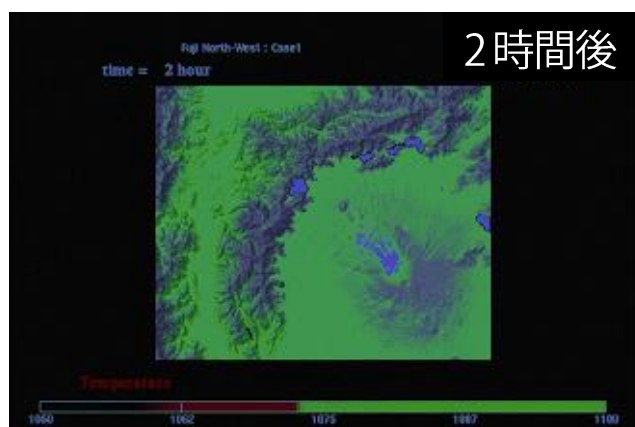 2時間後
Fuji North-West : Case1
time = 2 hour
Temperature
1050 1062 1075 1087 1100